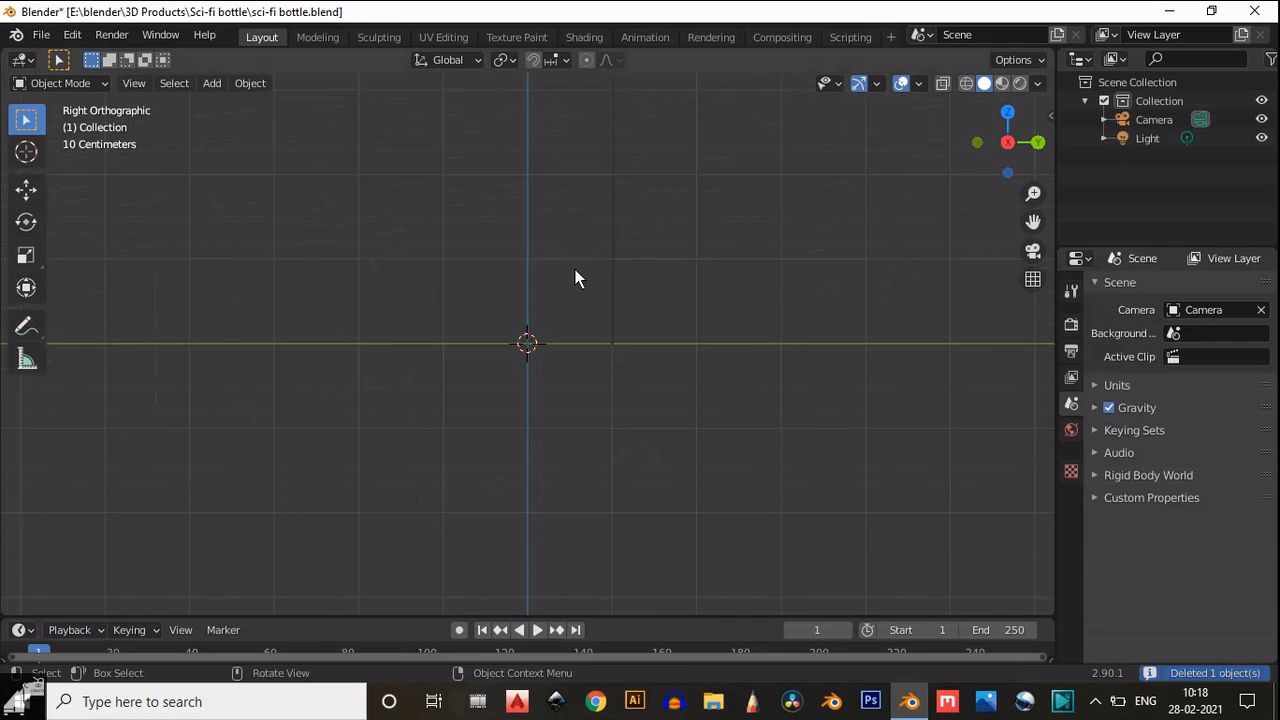 Blender* [E:\blender\3D Products\Sci-fi bottle\sci-fi bottle.blend]
File Edit Render Window Help Layout Modeling Sculpting UV Editing Texture Paint Shading Animation Rendering Compositing Scripting + Scene View Layer
Global Options
Object Mode View Select Add Object
Right Orthographic
(1) Collection
10 Centimeters
Z
X
Y
Scene Collection
Collection
Camera
Light
Scene View Layer
Scene
Camera Camera
Background ...
Active Clip
Units
Gravity
Keying Sets
Audio
Rigid Body World
Custom Properties
Playback Keying View Marker 1 Start 1 End 250
Select Box Select Rotate View Object Context Menu 2.90.1 Deleted 1 object(s)
Type here to search Ai Ps ENG 10:18
28-02-2021